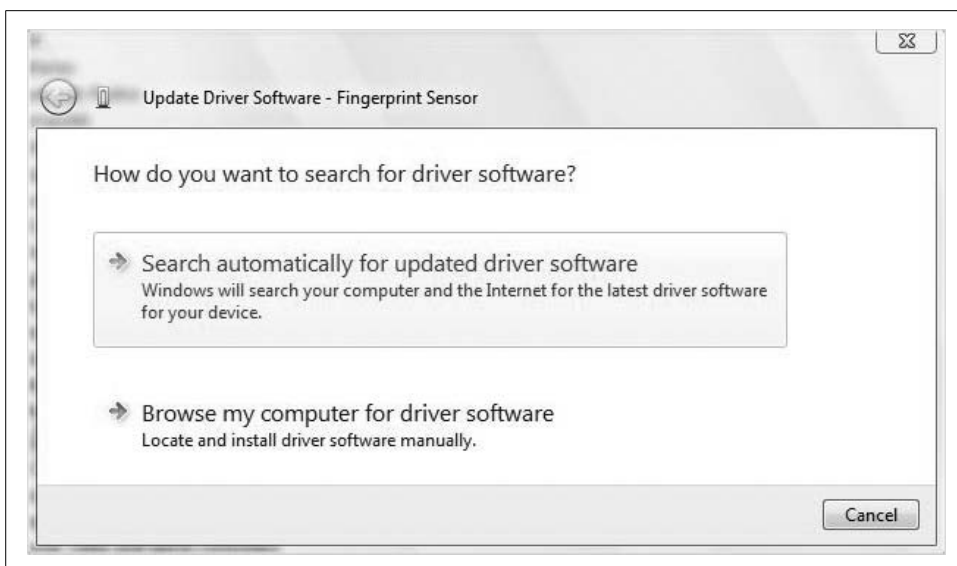 Update Driver Software - Fingerprint Sensor
How do you want to search for driver software?
Search automatically for updated driver software
Windows will search your computer and the Internet for the latest driver software
for your device.
Browse my computer for driver software
Locate and install driver software manually.
Cancel